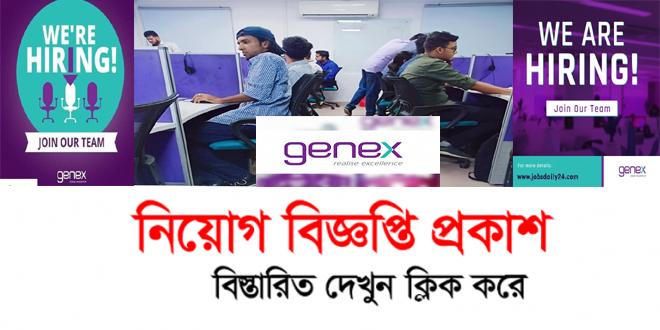 WE'RE
HIRING!
JOIN OUR TEAM
genex
genex
realise excellence
WE ARE
HIRING!
Join Our Team
For more details:
www.jobsdaily24.com
genex
নিয়োগ বিজ্ঞপ্তি প্রকাশ
বিস্তারিত দেখুন ক্লিক করে